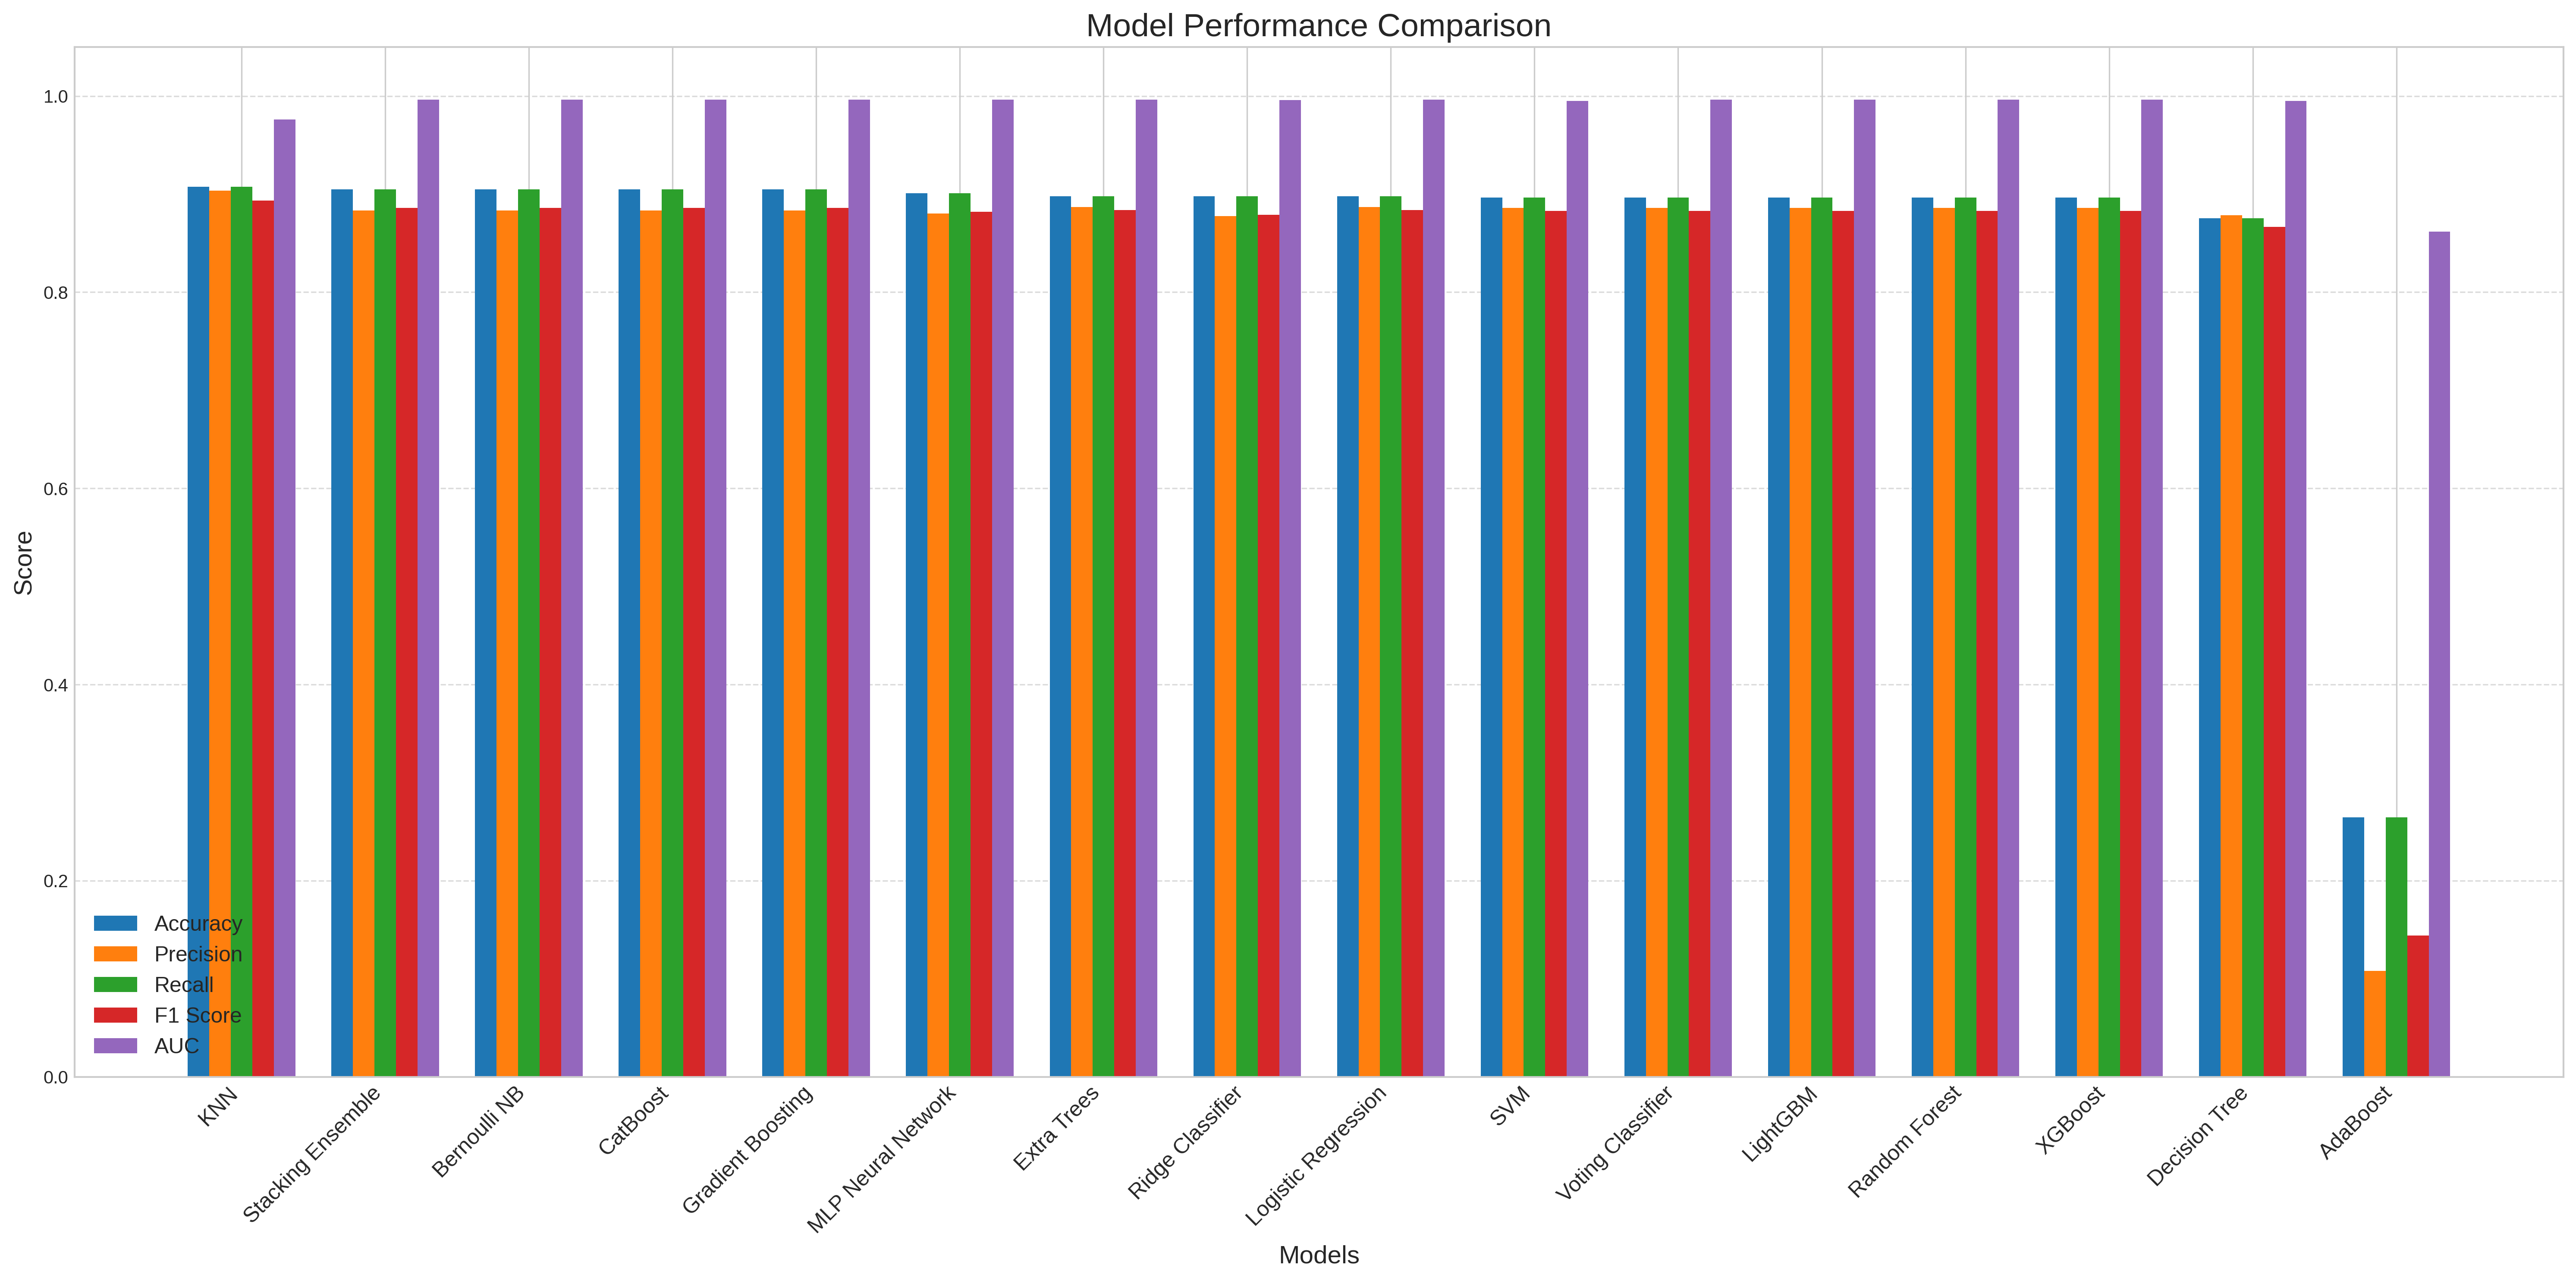 Model Performance Comparison
Score
1.0
0.8
0.6
0.4
0.2
0.0
Accuracy
Precision
Recall
F1 Score
AUC
KNN
Stacking Ensemble
Bernoulli NB
CatBoost
Gradient Boosting
MLP Neural Network
Extra Trees
Ridge Classifier
Logistic Regression
SVM
Voting Classifier
LightGBM
Random Forest
XGBoost
Decision Tree
AdaBoost
Models